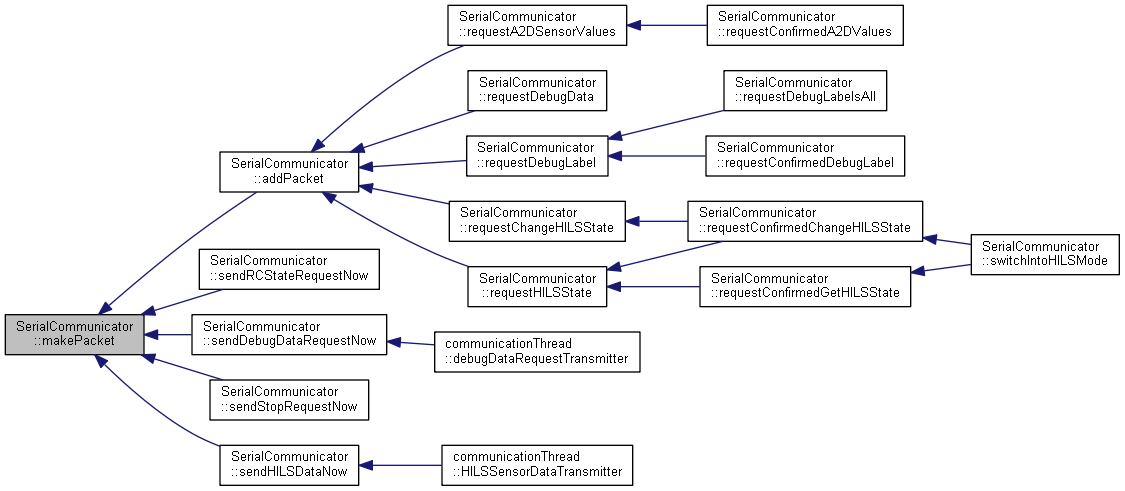 SerialCommunicator
::requestA2DSensorValues
SerialCommunicator
::requestConfirmedA2DValues
SerialCommunicator
::requestDebugData
SerialCommunicator
::requestDebugLabelsAll
SerialCommunicator
::addPacket
SerialCommunicator
::requestDebugLabel
SerialCommunicator
::requestConfirmedDebugLabel
SerialCommunicator
::requestChangeHILSState
SerialCommunicator
::requestConfirmedChangeHILSState
SerialCommunicator
::switchIntoHILSMode
SerialCommunicator
::sendRCStateRequestNow
SerialCommunicator
::requestHILSState
SerialCommunicator
::requestConfirmedGetHILSState
SerialCommunicator
::makePacket
SerialCommunicator
::sendDebugDataRequestNow
communicationThread
::debugDataRequestTransmitter
SerialCommunicator
::sendStopRequestNow
SerialCommunicator
::sendHILSDataNow
communicationThread
::HILSSensorDataTransmitter